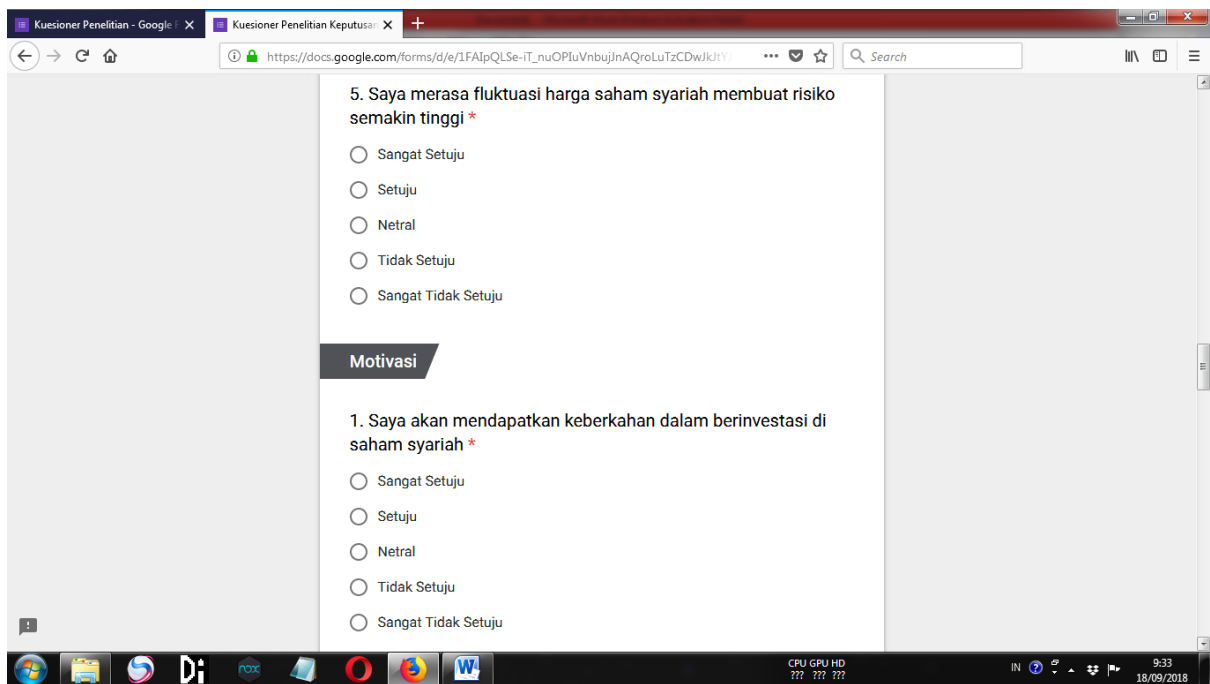 Kuesioner Penitian - Google F
Kuesioner Penelitian Keputusan
https://docs.google.com/forms/d/e/1FAIpQLSe-iT_nuOPIuVnbujJnAQroLuTzCDwJkJtY
Search
5. Saya merasa fluktuasi harga saham syariah membuat risiko
semakin tinggi *
Sangat Setuju
Setuju
Netral
Tidak Setuju
Sangat Tidak Setuju
Motivasi
1. Saya akan mendapatkan keberkahan dalam berinvestasi di
saham syariah *
Sangat Setuju
Setuju
Netral
Tidak Setuju
Sangat Tidak Setuju
Di
nox
W
CPU GPU HD
??? ??? ???
IN
9:33
18/09/2018